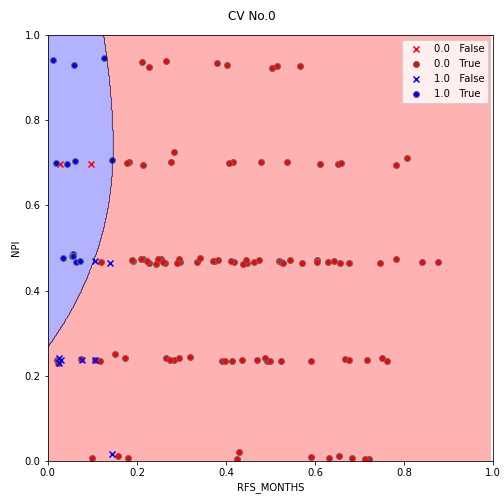 CV No.0
1.0
0.8
0.6
0.4
0.2
0.0
NPI
0.0 False
0.0 True
1.0 False
1.0 True
0.0 0.2 0.4 0.6 0.8 1.0
RFS_MONTHS